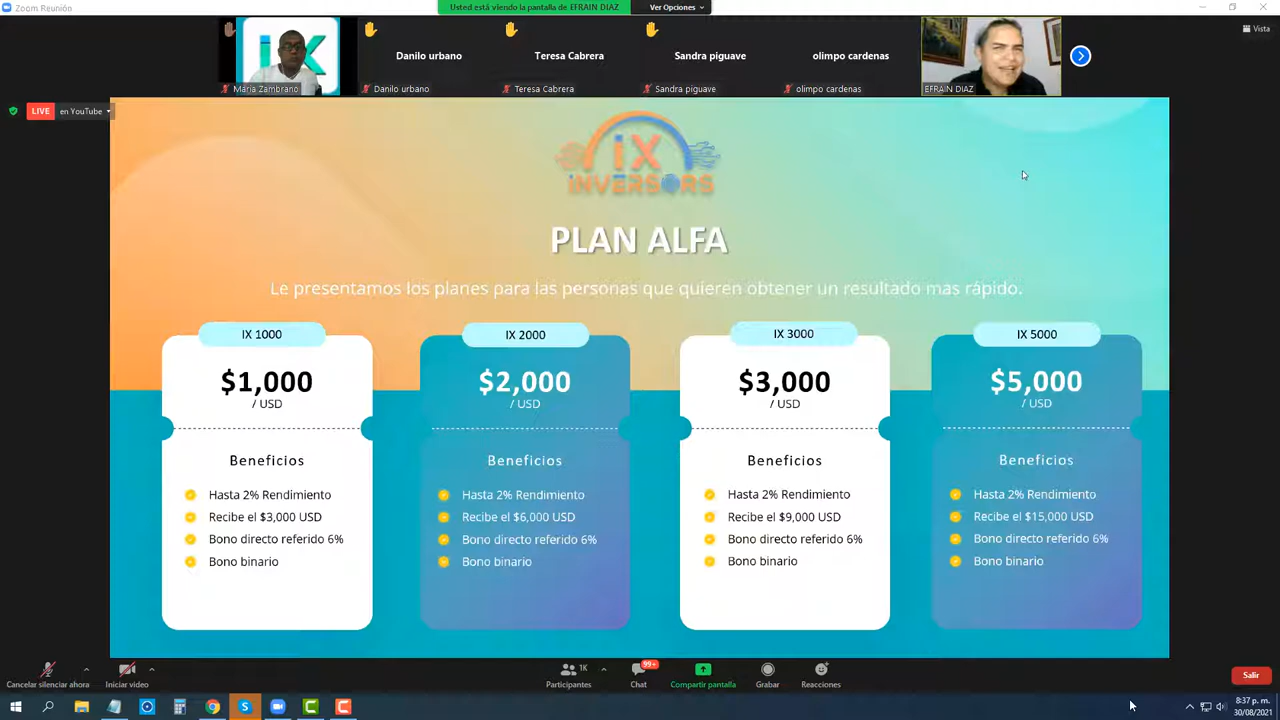 Zoom Reunión
Usted está viendo la pantalla de EFRAIN DIAZ
Ver Opciones
Vista
iX
Danilo urbano
Teresa Cabrera
Sandra piguave
olimpo cardenas
Maria Zambrano
Danilo urbano
Teresa Cabrera
Sandra piguave
olimpo cardenas
EFRAIN DIAZ
LIVE en YouTube
iX
INVERSORS
PLAN ALFA
Le presentamos los planes para las personas que quieren obtener un resultado mas rápido.
IX 1000
$1,000
/ USD
Beneficios
Hasta 2% Rendimiento
Recibe el $3,000 USD
Bono directo referido 6%
Bono binario
IX 2000
$2,000
/ USD
Beneficios
Hasta 2% Rendimiento
Recibe el $6,000 USD
Bono directo referido 6%
Bono binario
IX 3000
$3,000
/ USD
Beneficios
Hasta 2% Rendimiento
Recibe el $9,000 USD
Bono directo referido 6%
Bono binario
IX 5000
$5,000
/ USD
Beneficios
Hasta 2% Rendimiento
Recibe el $15,000 USD
Bono directo referido 6%
Bono binario
Cancelar silenciar ahora
Iniciar video
1K
Participantes
99+
Chat
Compartir pantalla
Grabar
Reacciones
Salir
8:37 p. m.
30/08/2021